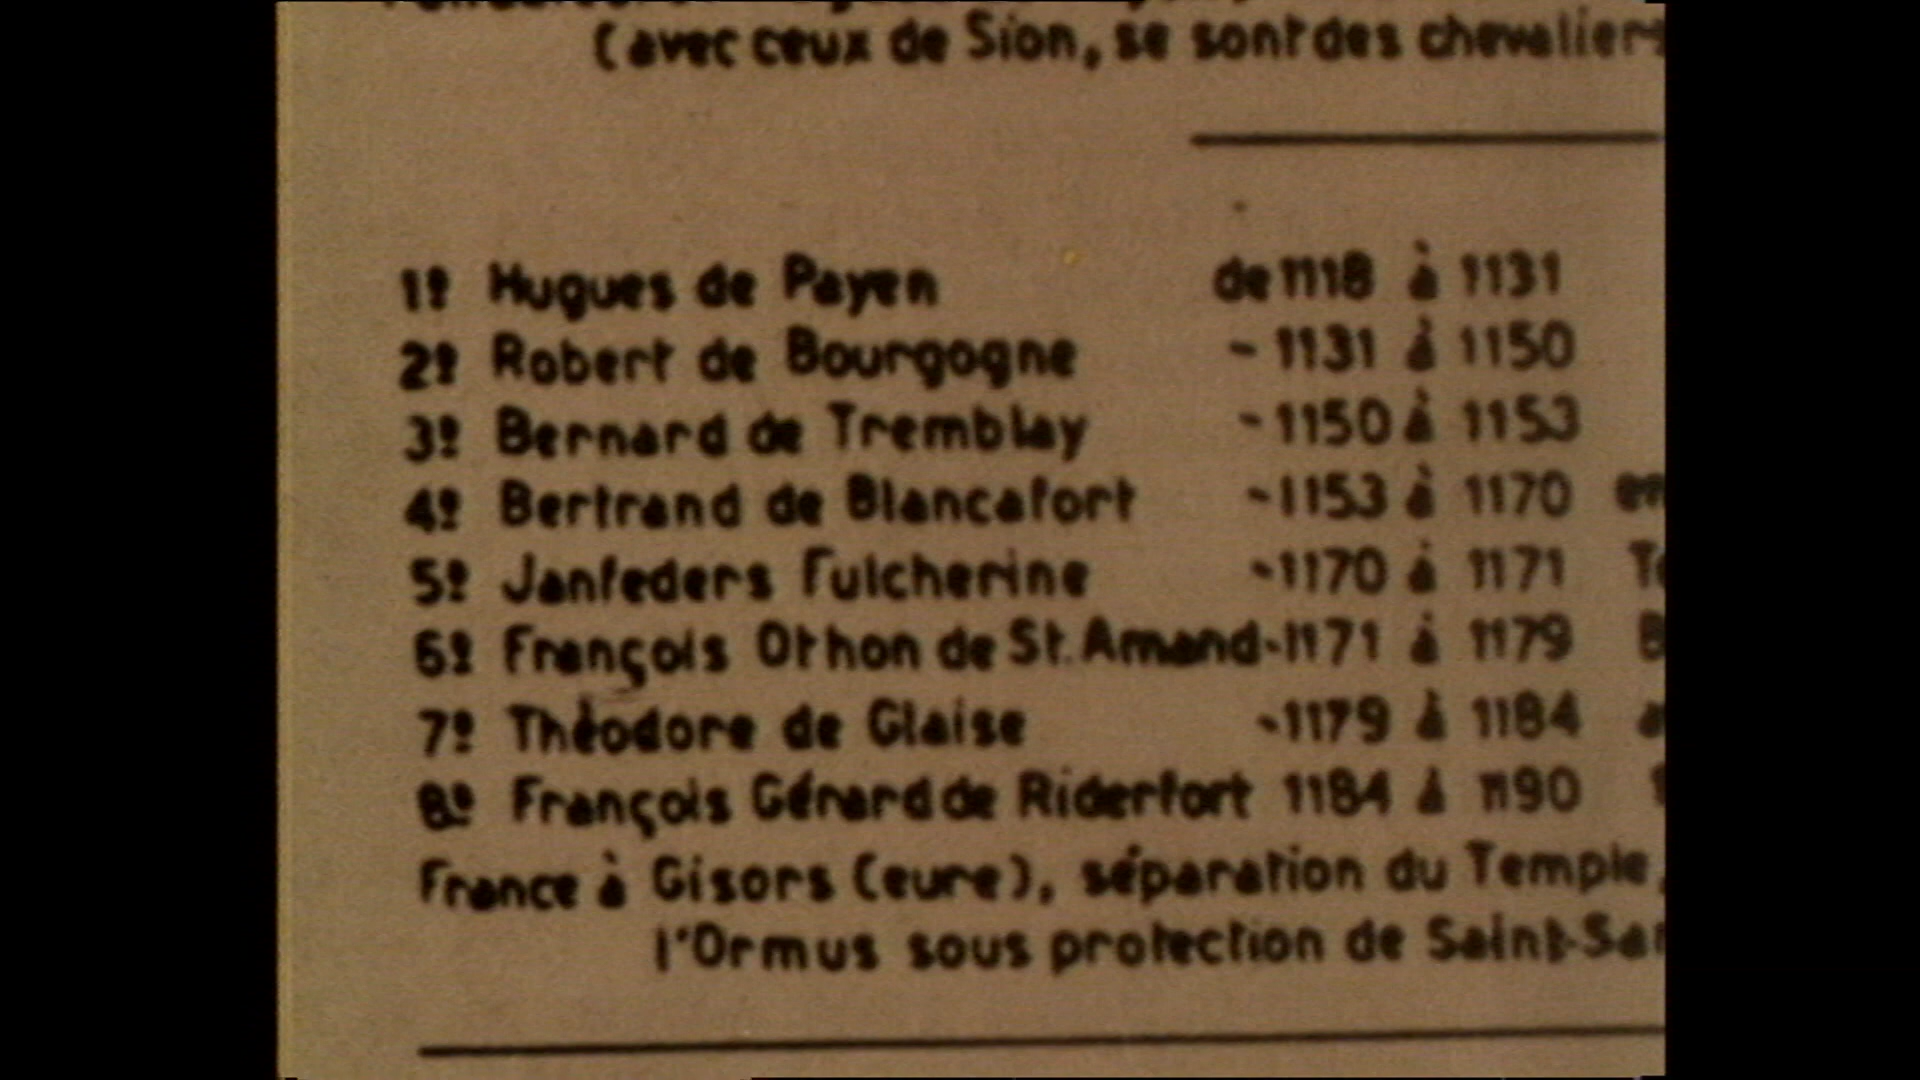 (avec ceux de Sion, se sont des chevaliers
1º Hugues de Payen de 1118 à 1131
2º Robert de Bourgogne - 1131 à 1150
3º Bernard de Tremblay - 1150 à 1153
4º Bertrand de Blancafort - 1153 à 1170 en
5º Janfeders Fulcherine - 1170 à 1171
6º François Othon de St. Amand - 1171 à 1179
7º Théodore de Glaise - 1179 à 1184
8º François Gérard de Riderfort 1184 à 1190
France à Gisors (eure), séparation du Temple,
l'Ormus sous protection de